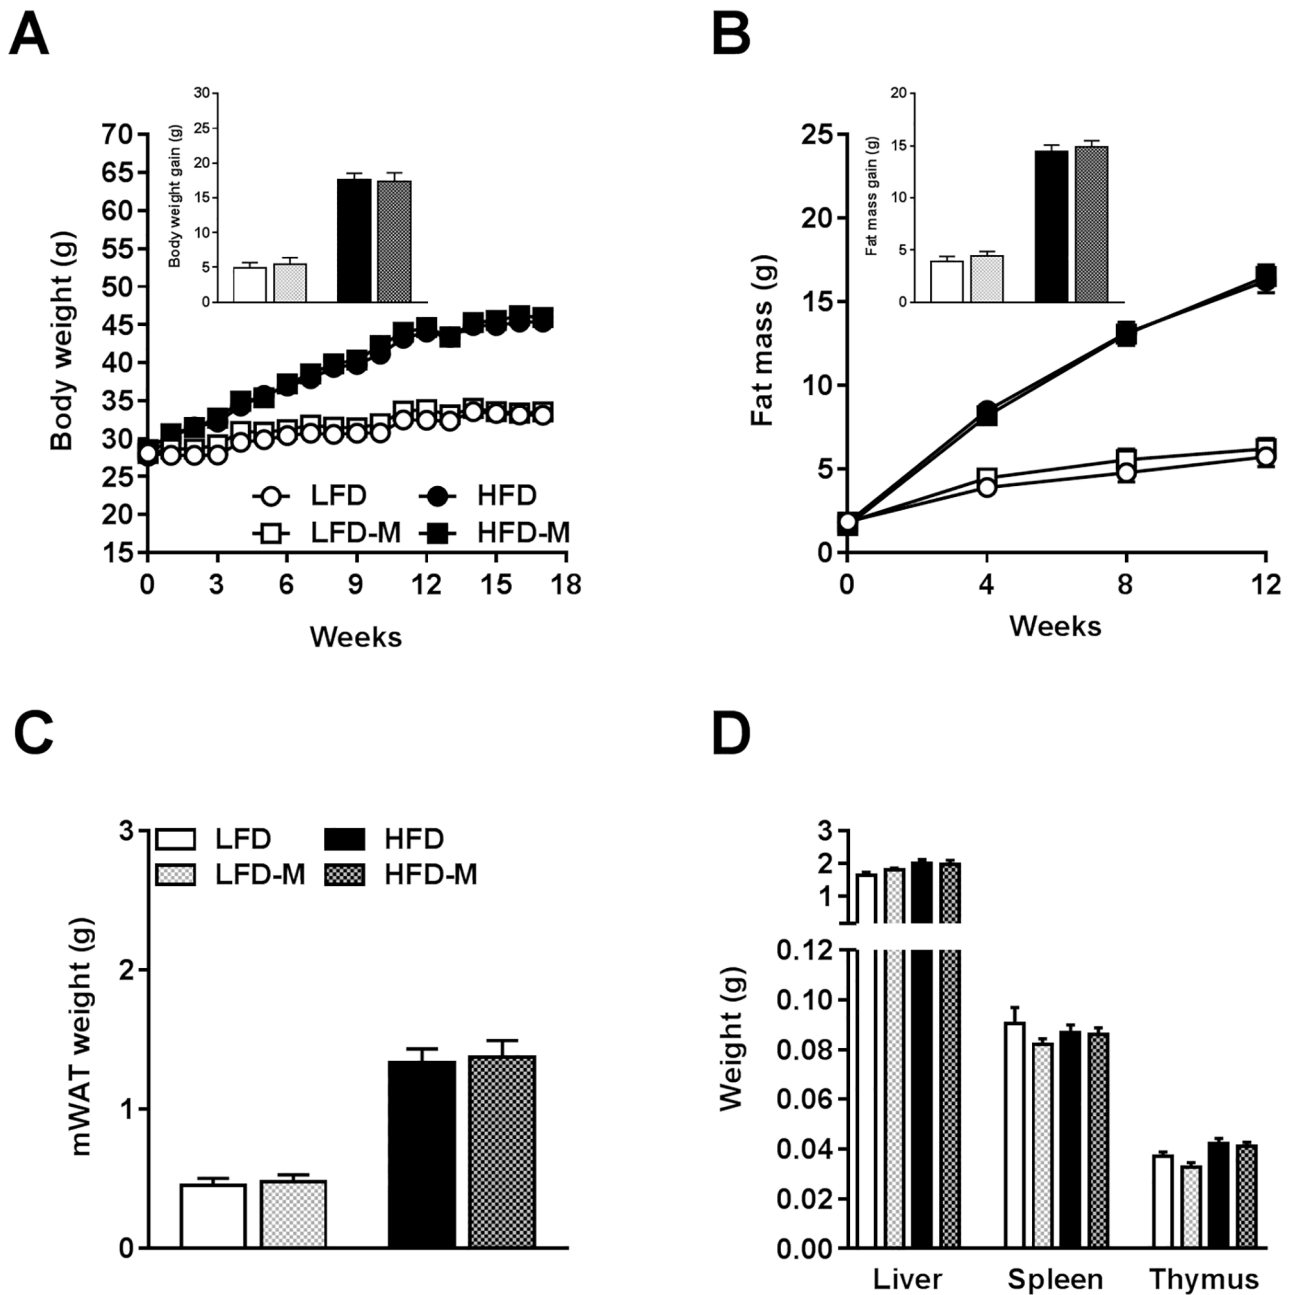 A
Body weight (g)
70
65
60
55
50
45
40
35
30
25
20
15
0 3 6 9 12 15 18
Weeks
Body weight gain (g)
30
25
20
15
10
5
0
LFD HFD
LFD-M HFD-M
B
Fat mass (g)
25
20
15
10
5
0
0 4 8 12
Weeks
Fat mass gain (g)
20
15
10
5
0
C
mWAT weight (g)
3
2
1
0
LFD HFD
LFD-M HFD-M
D
Weight (g)
3
2
1
0.12
0.10
0.08
0.06
0.04
0.02
0.00
Liver Spleen Thymus